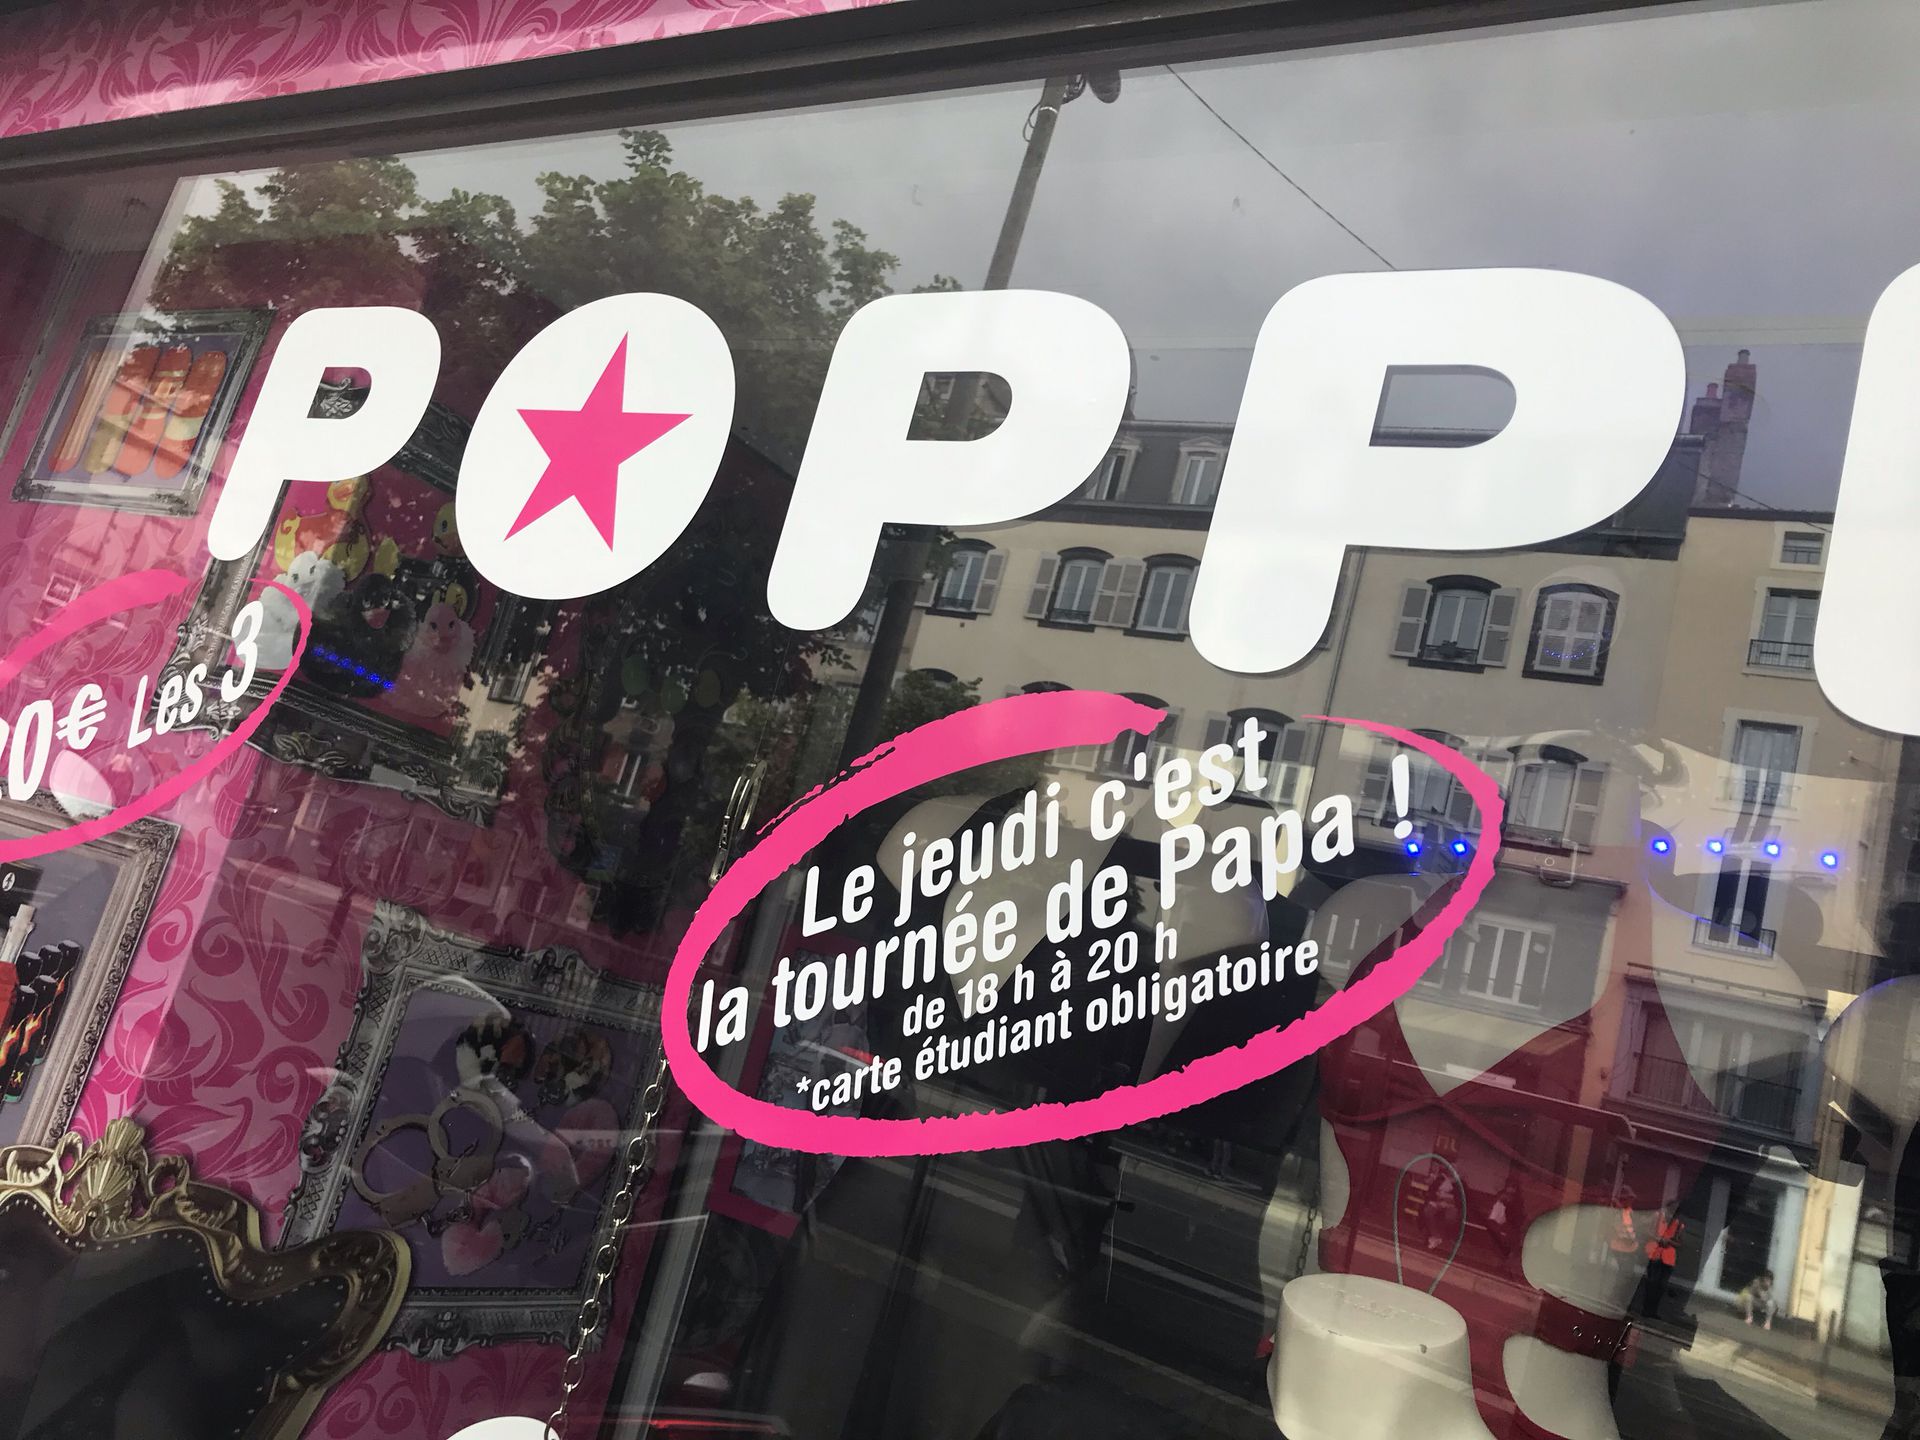 POPP
20€ Les 3
Le jeudi c'est
la tournée de Papa !
de 18 h à 20 h
*carte étudiant obligatoire